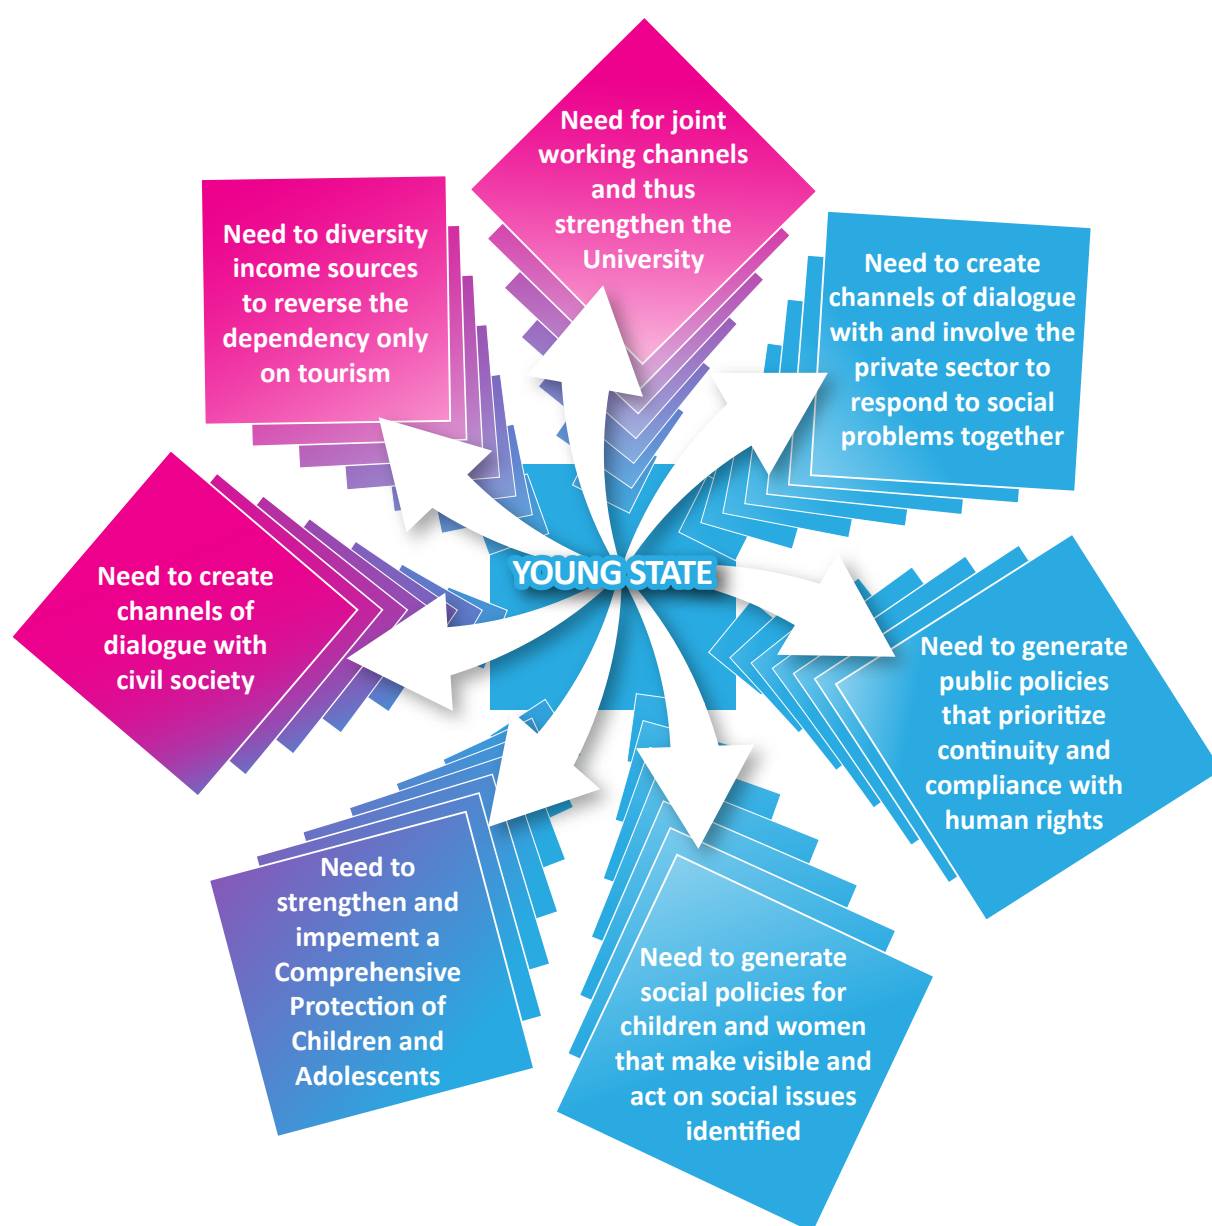 Need for joint
working channels
and thus
strengthen the
University
Need to create
channels of dialogue
with and involve the
private sector to
respond to social
problems together
Need to generate
public policies
that prioritize
continuity and
compliance with
human rights
Need to generate
social policies for
children and women
that make visible and
act on social issues
identified
Need to
strengthen and
impement a
Comprehensive
Protection of
Children and
Adolescents
Need to create
channels of
dialogue with
civil society
Need to diversity
income sources
to reverse the
dependency only
on tourism
YOUNG STATE